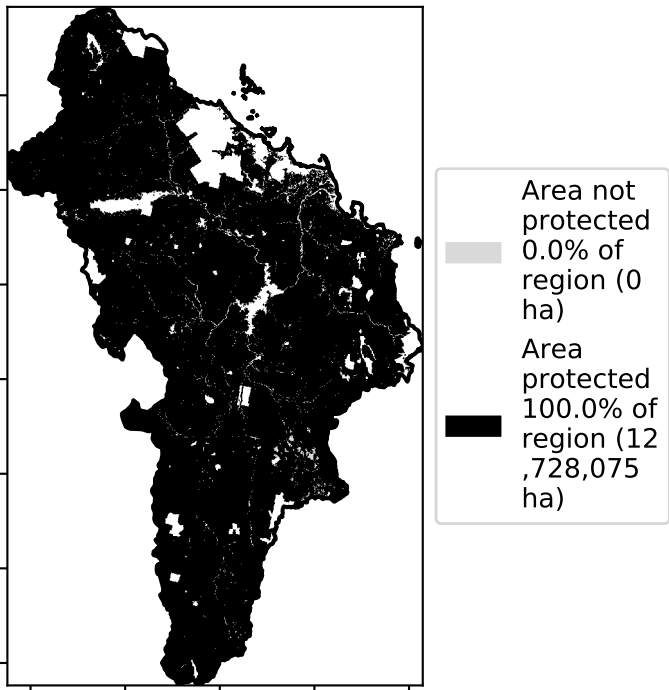 Area not
protected
0.0% of
region (0
ha)
Area
protected
100.0% of
region (12
,728,075
ha)